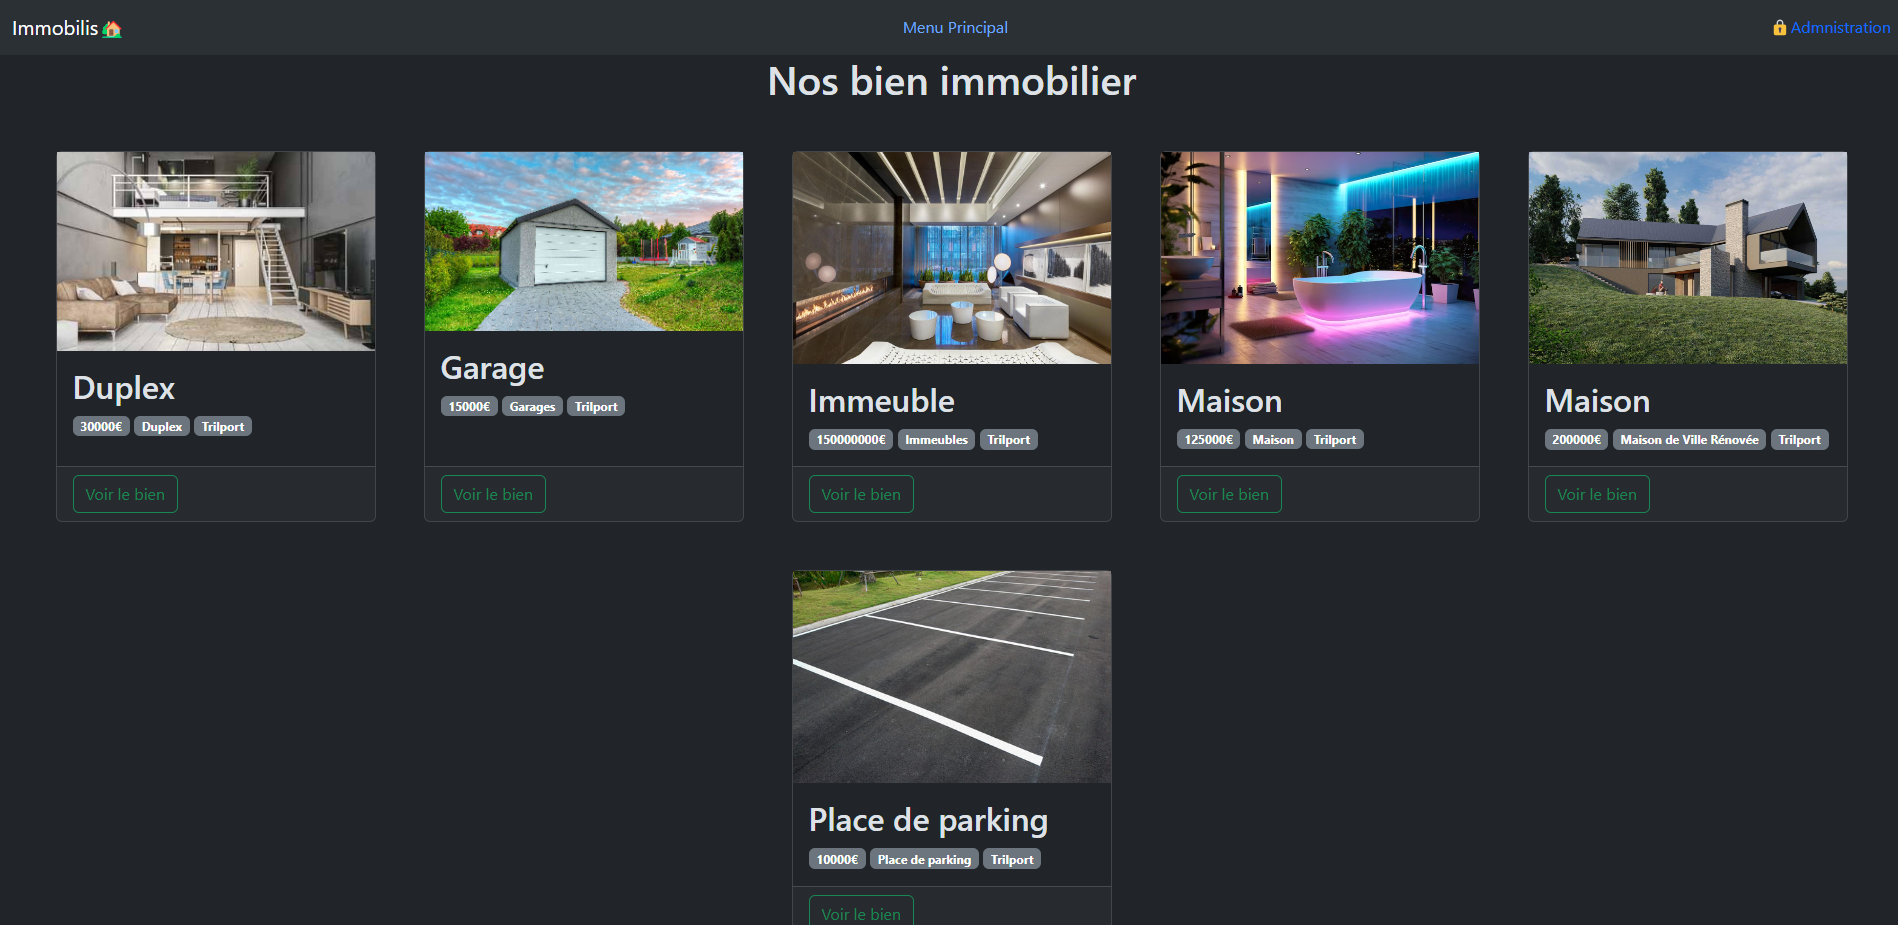 Immobilis
Menu Principal
Admnistration
Nos bien immobilier
Duplex
30000€ Duplex Trilport
Voir le bien
Garage
15000€ Garages Trilport
Voir le bien
Immeuble
150000000€ Immeubles Trilport
Voir le bien
Maison
125000€ Maison Trilport
Voir le bien
Maison
200000€ Maison de Ville Rénovée Trilport
Voir le bien
Place de parking
10000€ Place de parking Trilport
Voir le bien